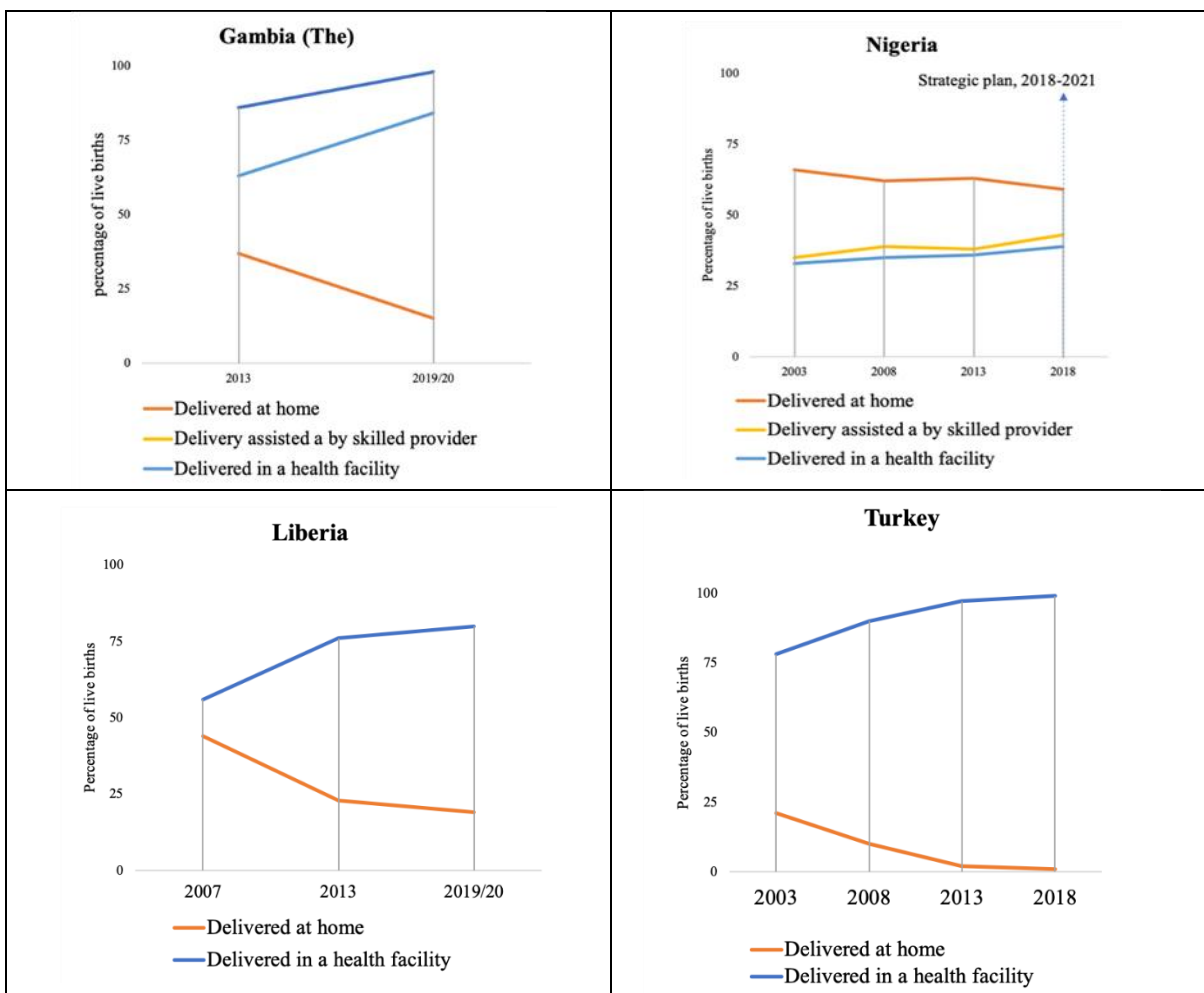 Gambia (The)
percentage of live births
100
75
50
25
0
2013
2019/20
Delivered at home
Delivery assisted a by skilled provider
Delivered in a health facility
Nigeria
Strategic plan, 2018-2021
Percentage of live births
100
75
50
25
0
2003
2008
2013
2018
Delivered at home
Delivery assisted a by skilled provider
Delivered in a health facility
Liberia
Percentage of live births
100
75
50
25
0
2007
2013
2019/20
Delivered at home
Delivered in a health facility
Turkey
Percentage of live births
100
75
50
25
0
2003
2008
2013
2018
Delivered at home
Delivered in a health facility